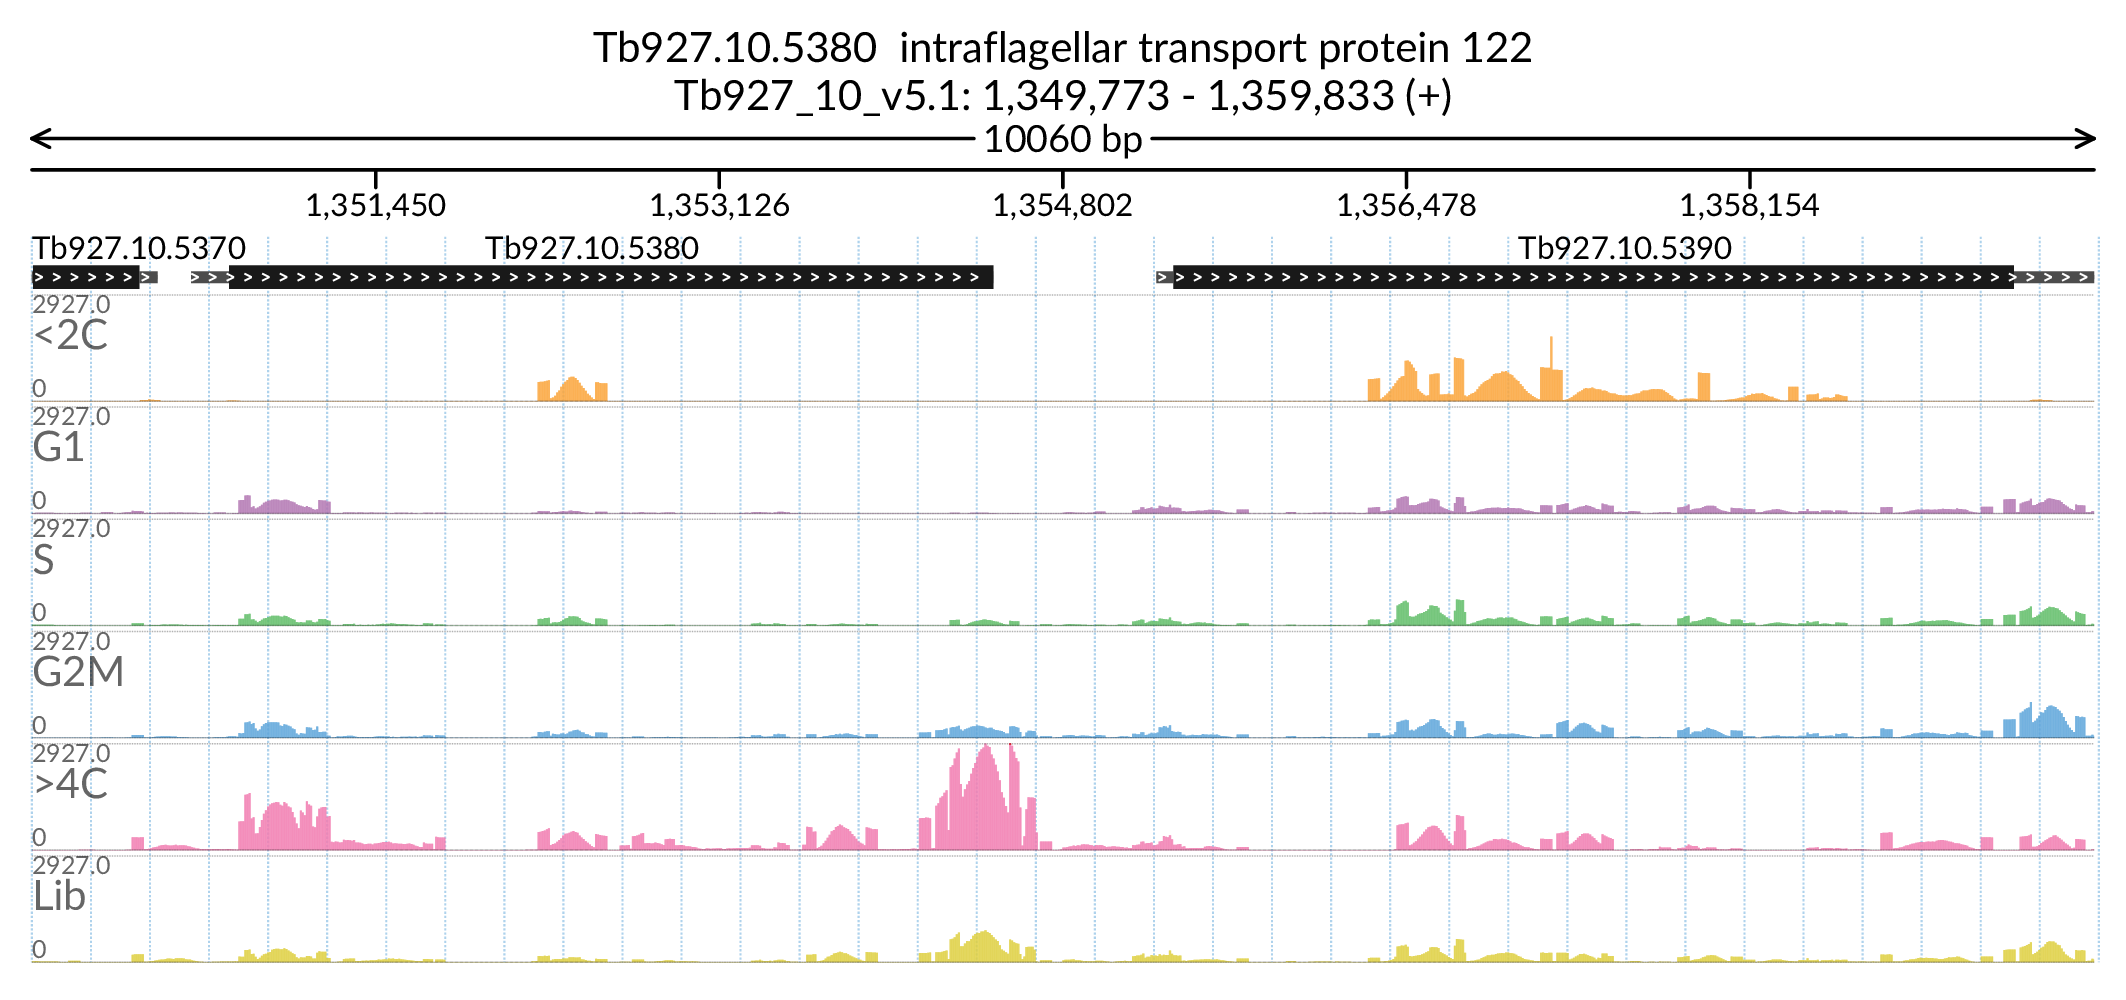 Tb927.10.5380  intraflagellar transport protein 122
Tb927_10_v5.1: 1,349,773 - 1,359,833 (+)
10060 bp
1,351,450 1,353,126 1,354,802 1,356,478 1,358,154
Tb927.10.5370 Tb927.10.5380 Tb927.10.5390
2927.0
<2C
0
2927.0
G1
0
2927.0
S
0
2927.0
G2M
0
2927.0
>4C
0
2927.0
Lib
0